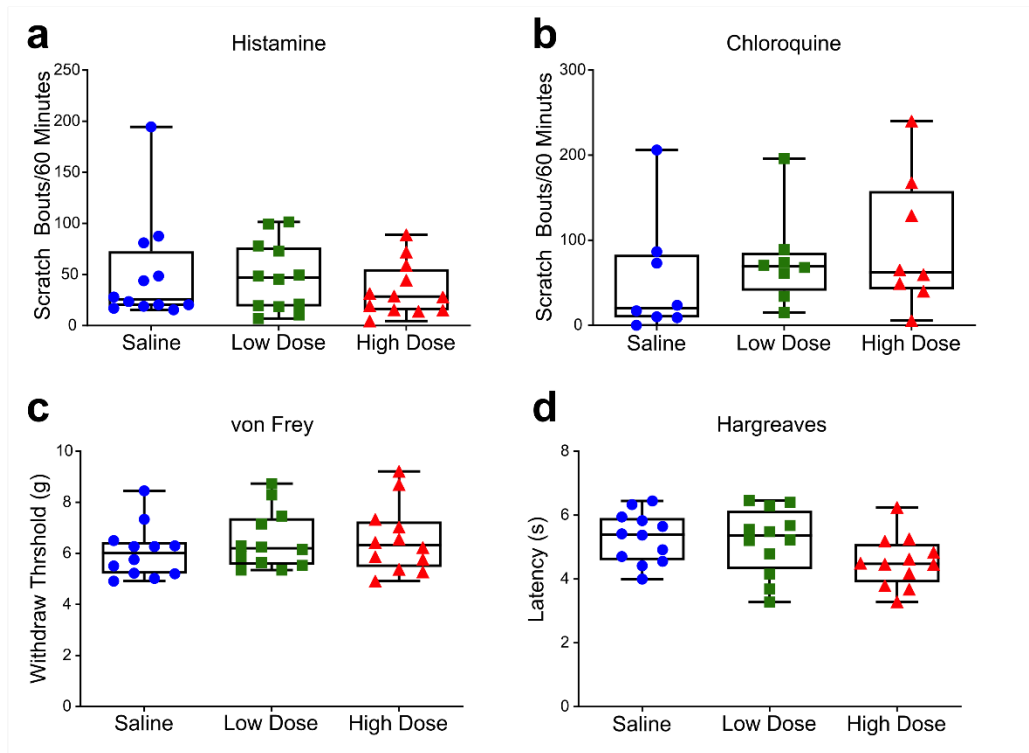 a
Histamine
Scratch Bouts/60 Minutes
250
200
150
100
50
0
Saline
Low Dose
High Dose
b
Chloroquine
Scratch Bouts/60 Minutes
300
200
100
0
Saline
Low Dose
High Dose
c
von Frey
Withdraw Thrshold (g)
10
8
6
4
2
0
Saline
Low Dose
High Dose
d
Hargreaves
Latency (s)
8
6
4
2
0
Saline
Low Dose
High Dose